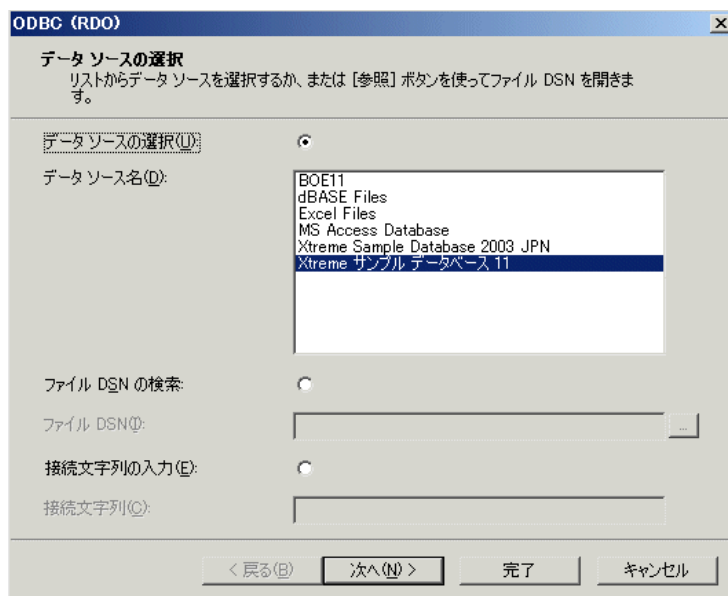 ODBC (RDO)
データ ソースの選択
リストからデータ ソースを選択するか、または [参照] ボタンを使ってファイル DSN を開きま
す。
データ ソースの選択(U):
データ ソース名(D):
BOE11
dBASE Files
Excel Files
MS Access Database
Xtreme Sample Database 2003 JPN
Xtreme サンプル データベース 11
ファイル DSN の検索:
ファイル DSN(I):
...
接続文字列の入力(E):
接続文字列(C):
< 戻る(B)
次へ(N) >
完了
キャンセル